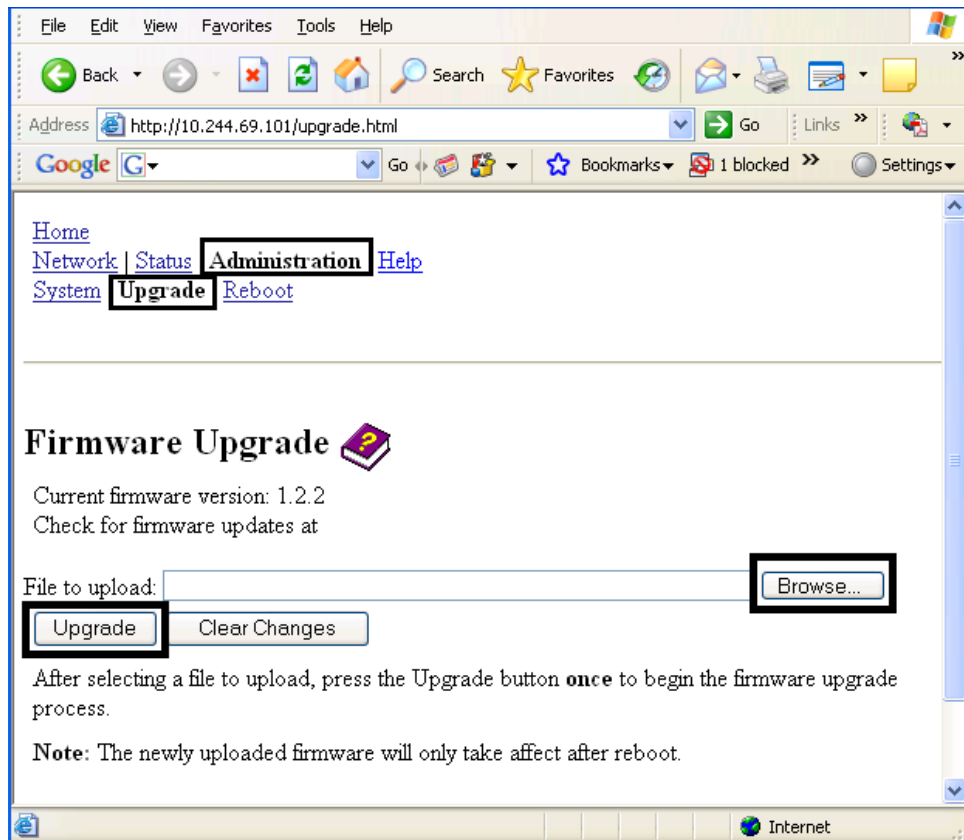 File Edit View Favorites Tools Help
Back Search Favorites »
Address http://10.244.69.101/upgrade.html Go Links »
Google G Go Bookmarks 1 blocked » Settings
Home
Network | Status Administration Help
System Upgrade Reboot
Firmware Upgrade ?
Current firmware version: 1.2.2
Check for firmware updates at
File to upload: Browse...
Upgrade Clear Changes
After selecting a file to upload, press the Upgrade button once to begin the firmware upgrade
process.
Note: The newly uploaded firmware will only take affect after reboot.
Internet